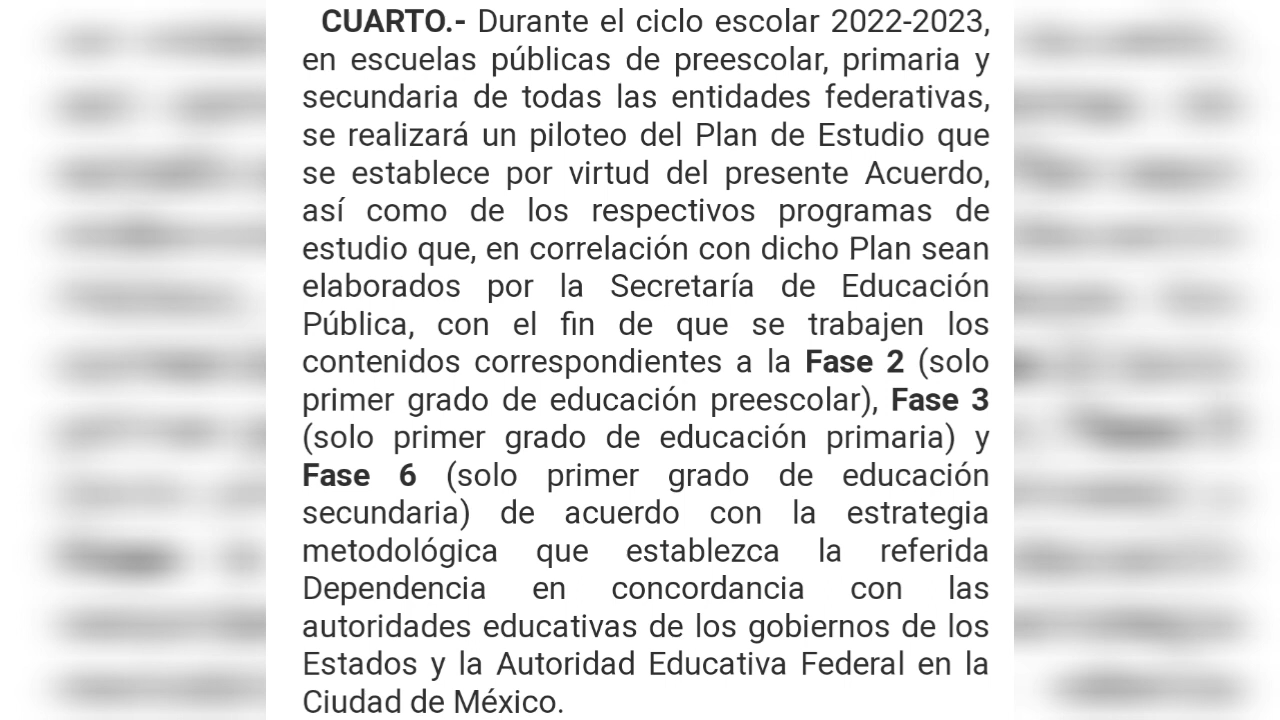 CUARTO.- Durante el ciclo escolar 2022-2023,
en escuelas públicas de preescolar, primaria y
secundaria de todas las entidades federativas,
se realizará un piloteo del Plan de Estudio que
se establece por virtud del presente Acuerdo,
así como de los respectivos programas de
estudio que, en correlación con dicho Plan sean
elaborados por la Secretaría de Educación
Pública, con el fin de que se trabajen los
contenidos correspondientes a la Fase 2 (solo
primer grado de educación preescolar), Fase 3
(solo primer grado de educación primaria) y
Fase 6 (solo primer grado de educación
secundaria) de acuerdo con la estrategia
metodológica que establezca la referida
Dependencia en concordancia con las
autoridades educativas de los gobiernos de los
Estados y la Autoridad Educativa Federal en la
Ciudad de México.